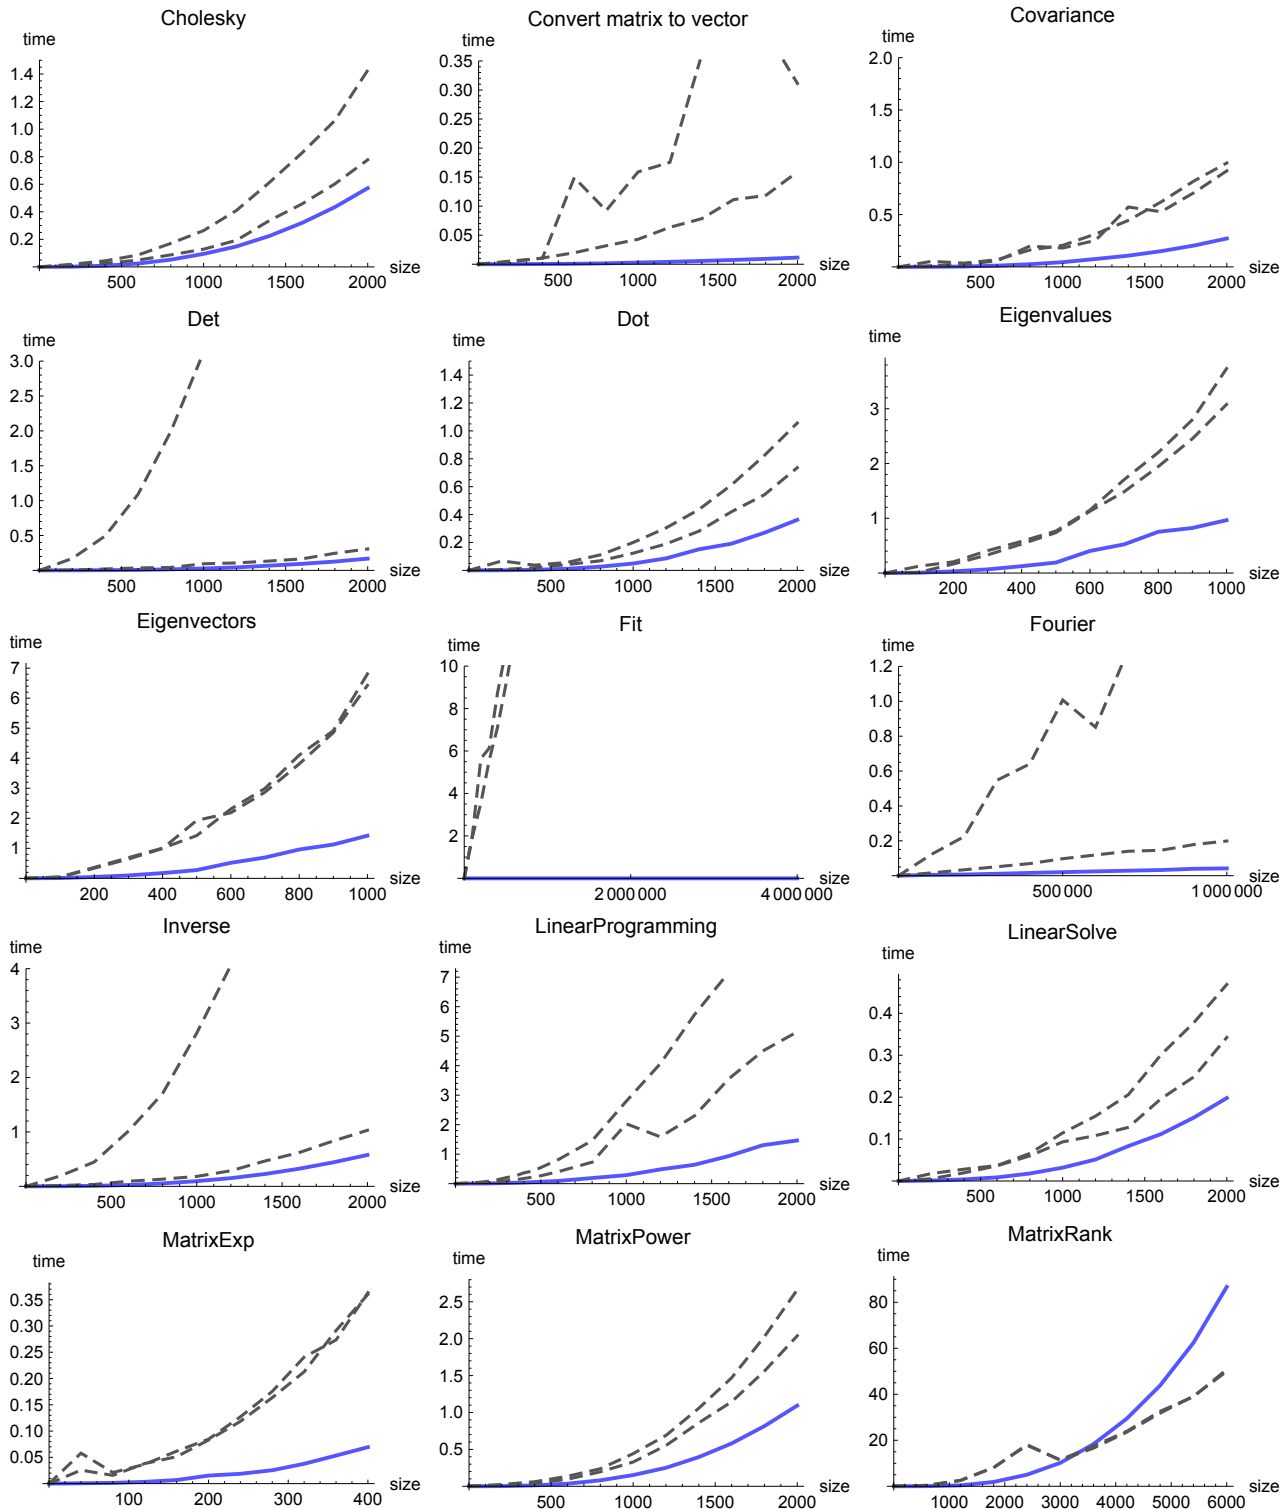 Cholesky
time
1.4
1.2
1.0
0.8
0.6
0.4
0.2
500 1000 1500 2000
size
Convert matrix to vector
time
0.35
0.30
0.25
0.20
0.15
0.10
0.05
500 1000 1500 2000
size
Covariance
time
2.0
1.5
1.0
0.5
500 1000 1500 2000
size
Det
time
3.0
2.5
2.0
1.5
1.0
0.5
500 1000 1500 2000
size
Dot
time
1.4
1.2
1.0
0.8
0.6
0.4
0.2
500 1000 1500 2000
size
Eigenvalues
time
3
2
1
200 400 600 800 1000
size
Eigenvectors
time
7
6
5
4
3
2
1
200 400 600 800 1000
size
Fit
time
10
8
6
4
2
2000000 4000000
size
Fourier
time
1.2
1.0
0.8
0.6
0.4
0.2
500000 1000000
size
Inverse
time
4
3
2
1
500 1000 1500 2000
size
LinearProgramming
time
7
6
5
4
3
2
1
500 1000 1500 2000
size
LinearSolve
time
0.4
0.3
0.2
0.1
500 1000 1500 2000
size
MatrixExp
time
0.35
0.30
0.25
0.20
0.15
0.10
0.05
100 200 300 400
size
MatrixPower
time
2.5
2.0
1.5
1.0
0.5
500 1000 1500 2000
size
MatrixRank
time
80
60
40
20
1000 2000 3000 4000 5000 6000
size